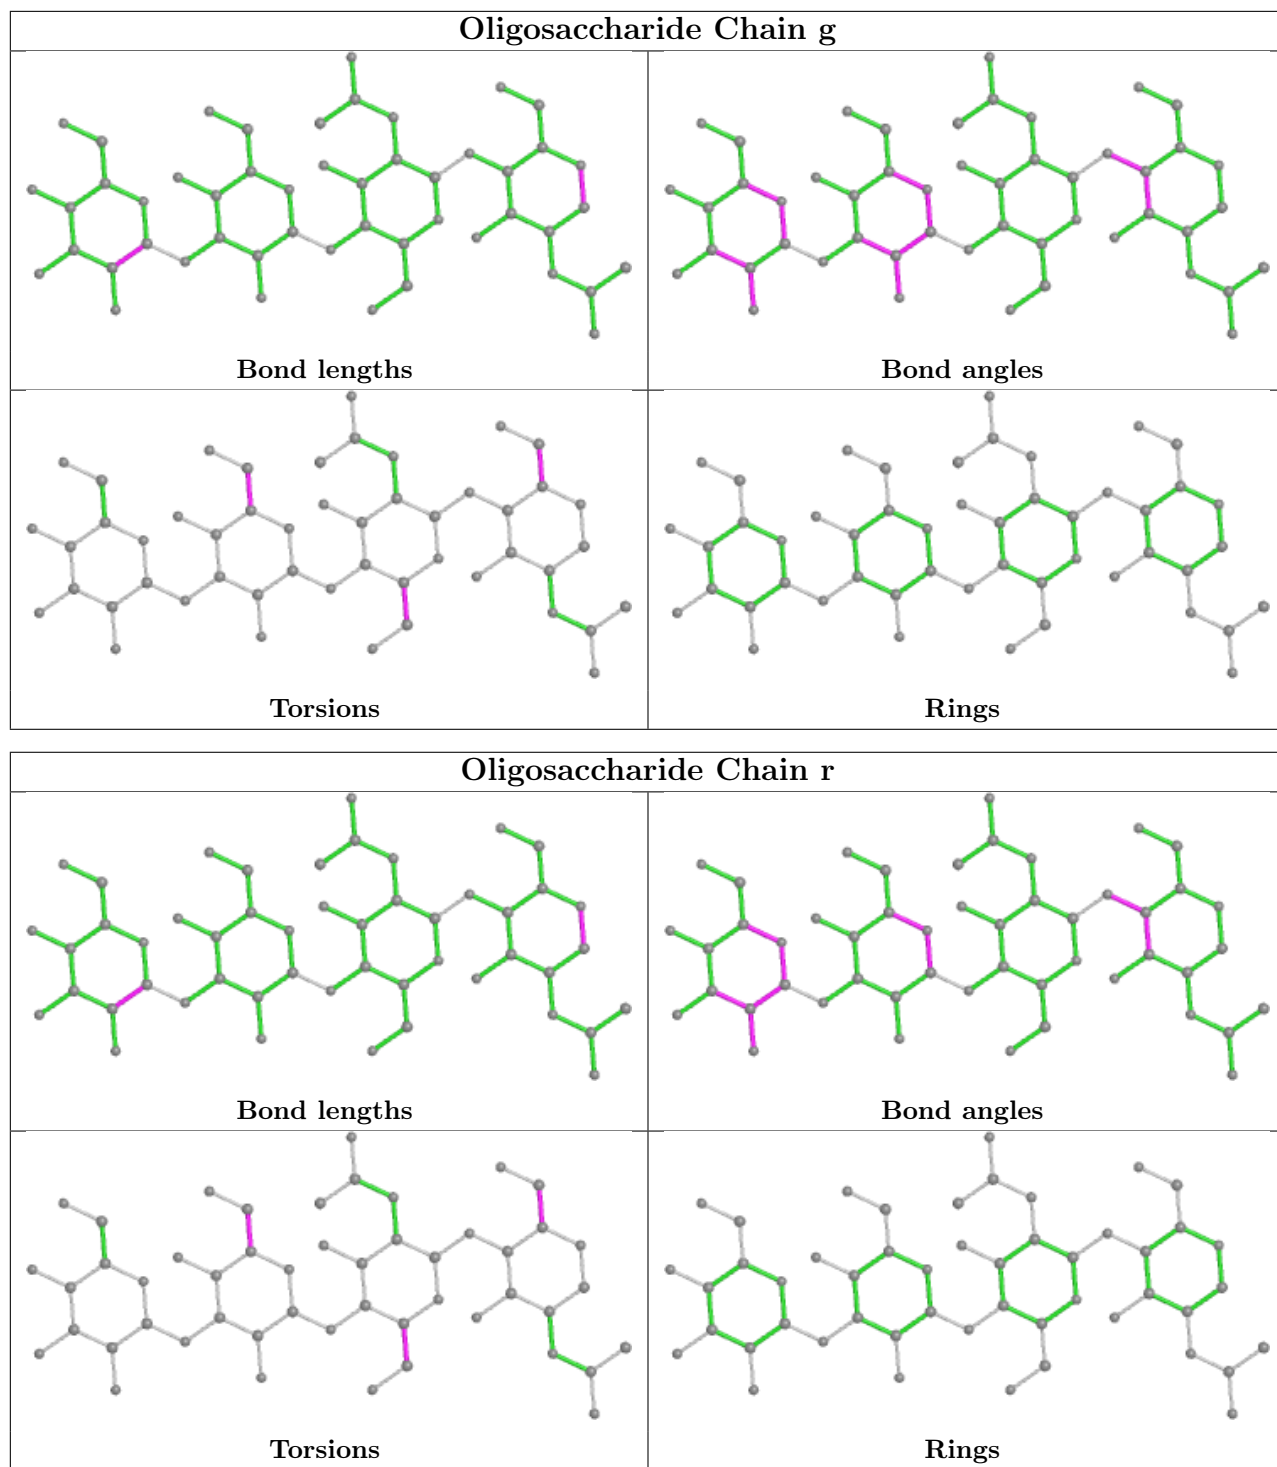 Oligosaccharide Chain g
Bond lengths
Bond angles
Torsions
Rings
Oligosaccharide Chain r
Bond lengths
Bond angles
Torsions
Rings